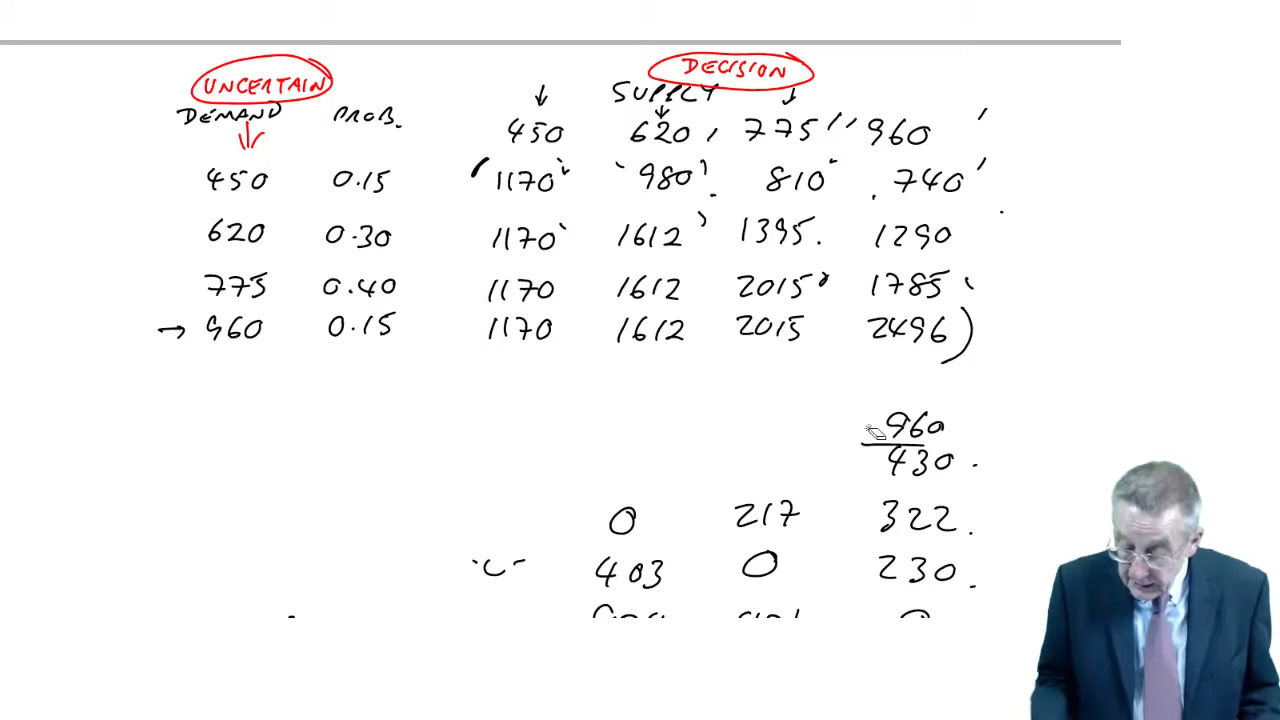 UNCERTAIN DECISION
DEMAND PROB. SUPPLY
450 620 775 960
450 0.15 1170 980 810 740
620 0.30 1170 1612 1395 1290
775 0.40 1170 1612 2015 1785
960 0.15 1170 1612 2015 2496
960
430
0 217 322
403 0 230